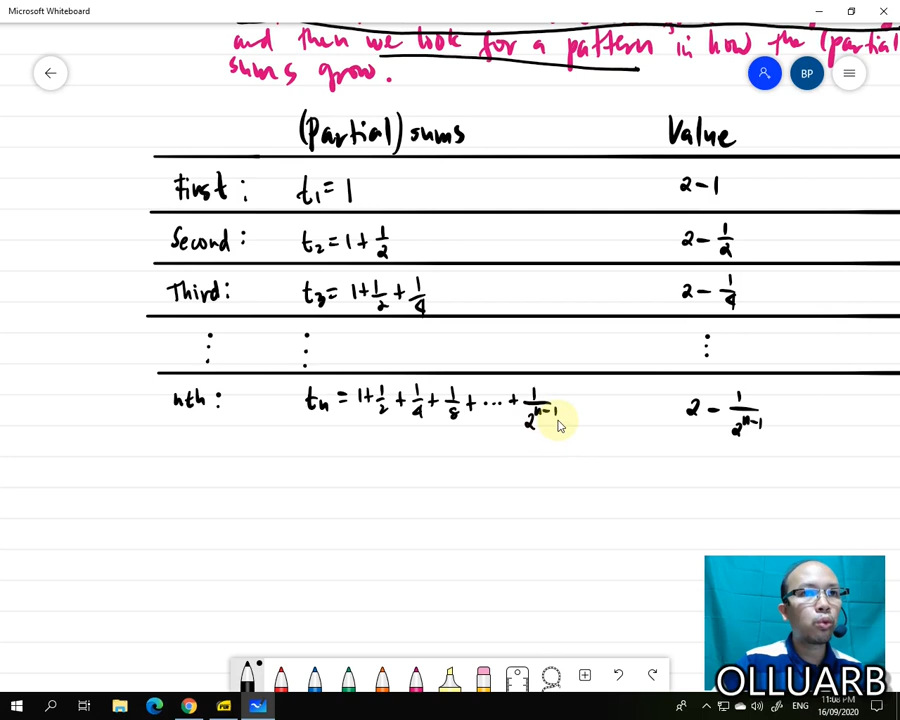 Microsoft Whiteboard
and then we look for a pattern in how the (partial
sums grow.
BP
(Partial) sums Value
First: t₁ = 1 2 - 1
Second: t₂ = 1 + 1/2 2 - 1/2
Third: t₃ = 1 + 1/2 + 1/4 2 - 1/4
⋮ ⋮ ⋮
nth: tₙ = 1 + 1/2 + 1/4 + 1/8 + ... + 1/2ⁿ⁻¹ 2 - 1/2ⁿ⁻¹
OLLUARB
ENG
11:08 PM
16/09/2020